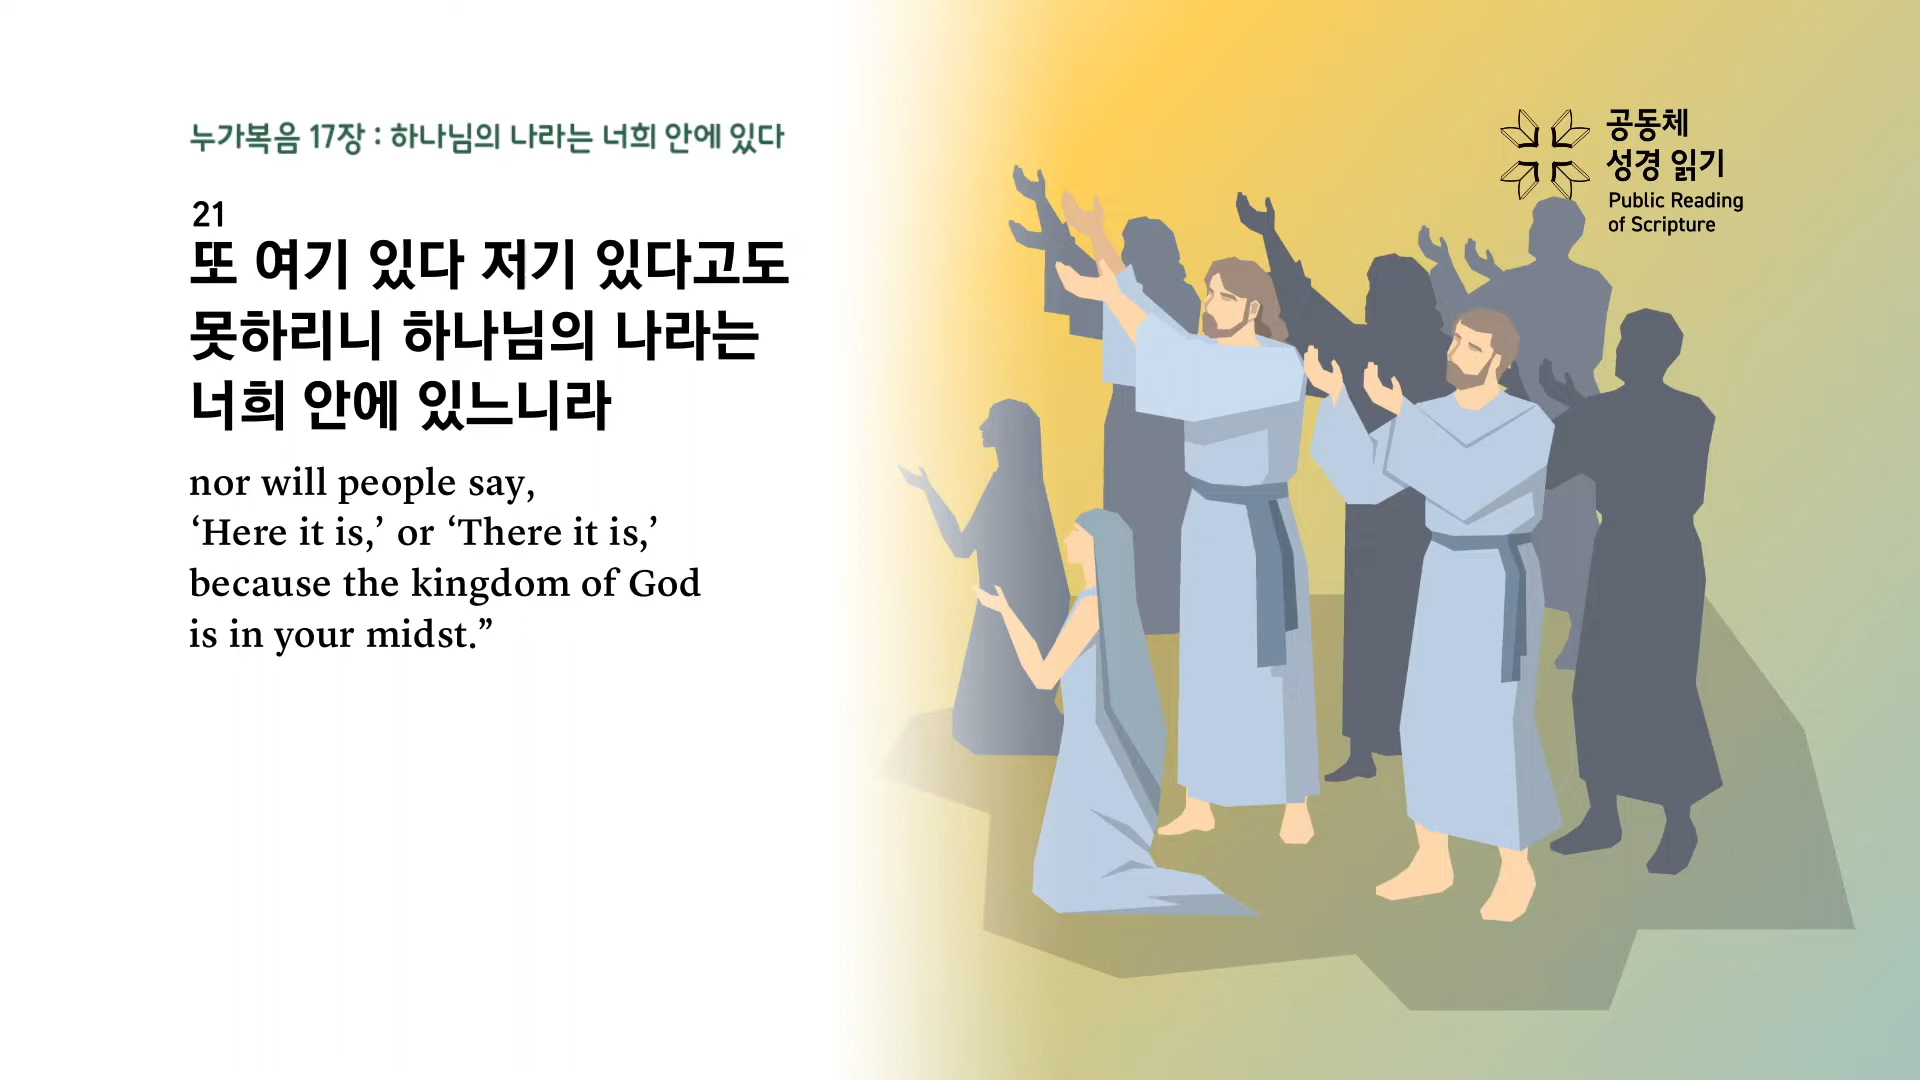 누가복음 17장 : 하나님의 나라는 너희 안에 있다
21
또 여기 있다 저기 있다고도
못하리니 하나님의 나라는
너희 안에 있느니라
nor will people say,
‘Here it is,’ or ‘There it is,’
because the kingdom of God
is in your midst.”
공동체
성경 읽기
Public Reading
of Scripture